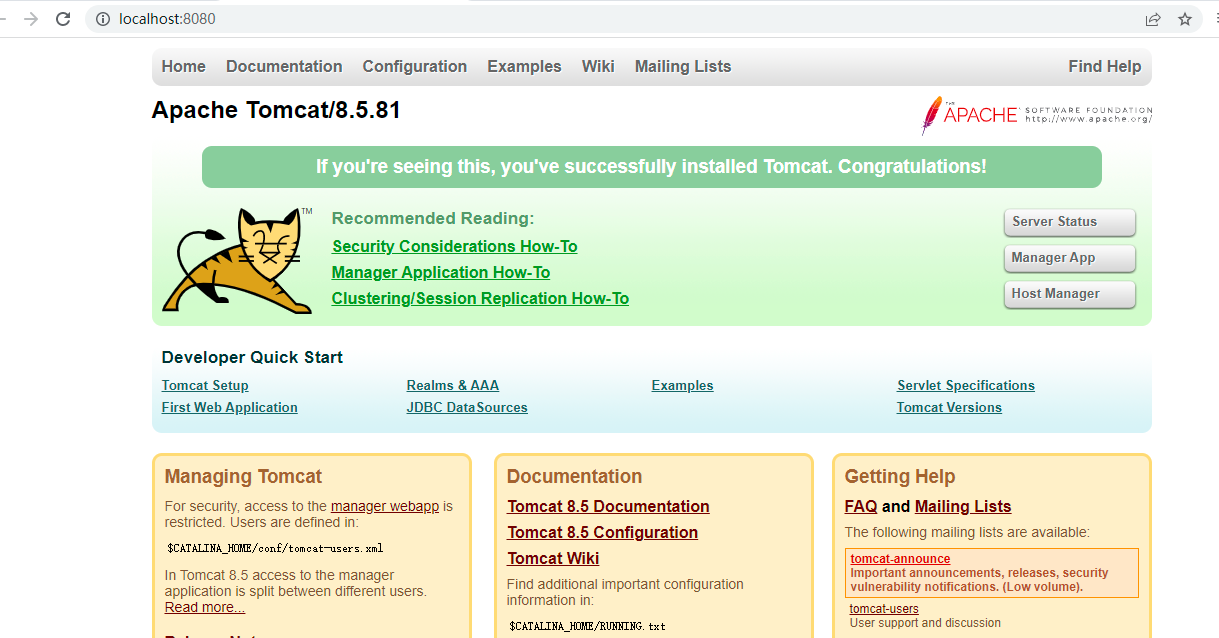 localhost:8080
Home Documentation Configuration Examples Wiki Mailing Lists Find Help
Apache Tomcat/8.5.81
THE APACHE SOFTWARE FOUNDATION
http://www.apache.org/
If you're seeing this, you've successfully installed Tomcat. Congratulations!
TM
Recommended Reading:
Security Considerations How-To
Manager Application How-To
Clustering/Session Replication How-To
Server Status
Manager App
Host Manager
Developer Quick Start
Tomcat Setup
First Web Application
Realms & AAA
JDBC DataSources
Examples
Servlet Specifications
Tomcat Versions
Managing Tomcat
For security, access to the manager webapp is
restricted. Users are defined in:
$CATALINA_HOME/conf/tomcat-users.xml
In Tomcat 8.5 access to the manager
application is split between different users.
Read more...
Documentation
Tomcat 8.5 Documentation
Tomcat 8.5 Configuration
Tomcat Wiki
Find additional important configuration
information in:
$CATALINA_HOME/RUNNING.txt
Getting Help
FAQ and Mailing Lists
The following mailing lists are available:
tomcat-announce
Important announcements, releases, security
vulnerability notifications. (Low volume).
tomcat-users
User support and discussion